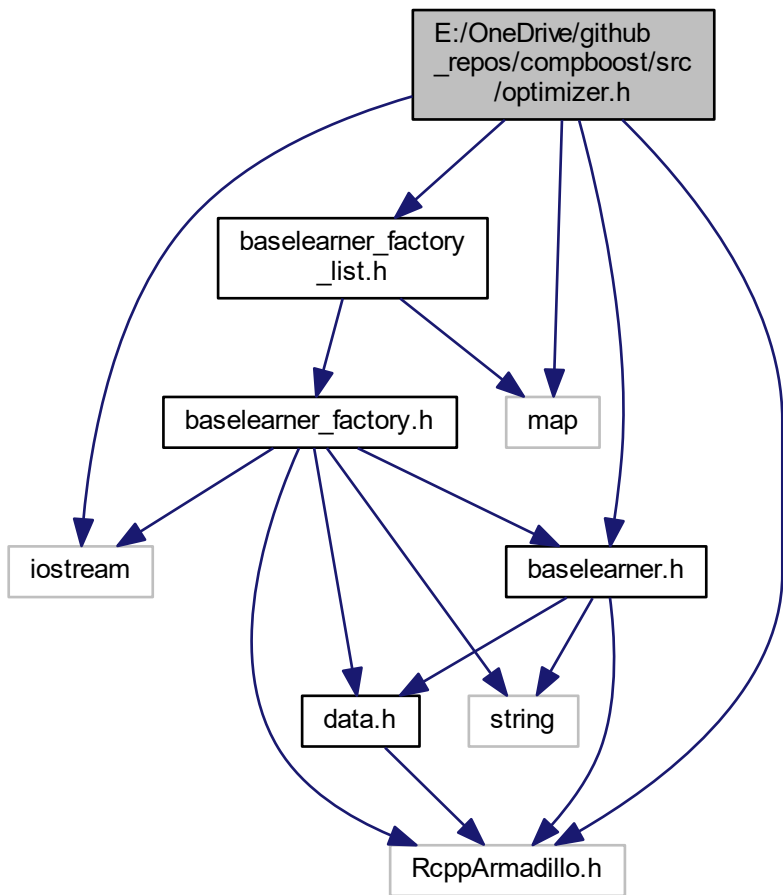 E:/OneDrive/github
_repos/compboost/src
/optimizer.h
baselearner_factory
_list.h
baselearner_factory.h
map
iostream
baselearner.h
data.h
string
RcppArmadillo.h